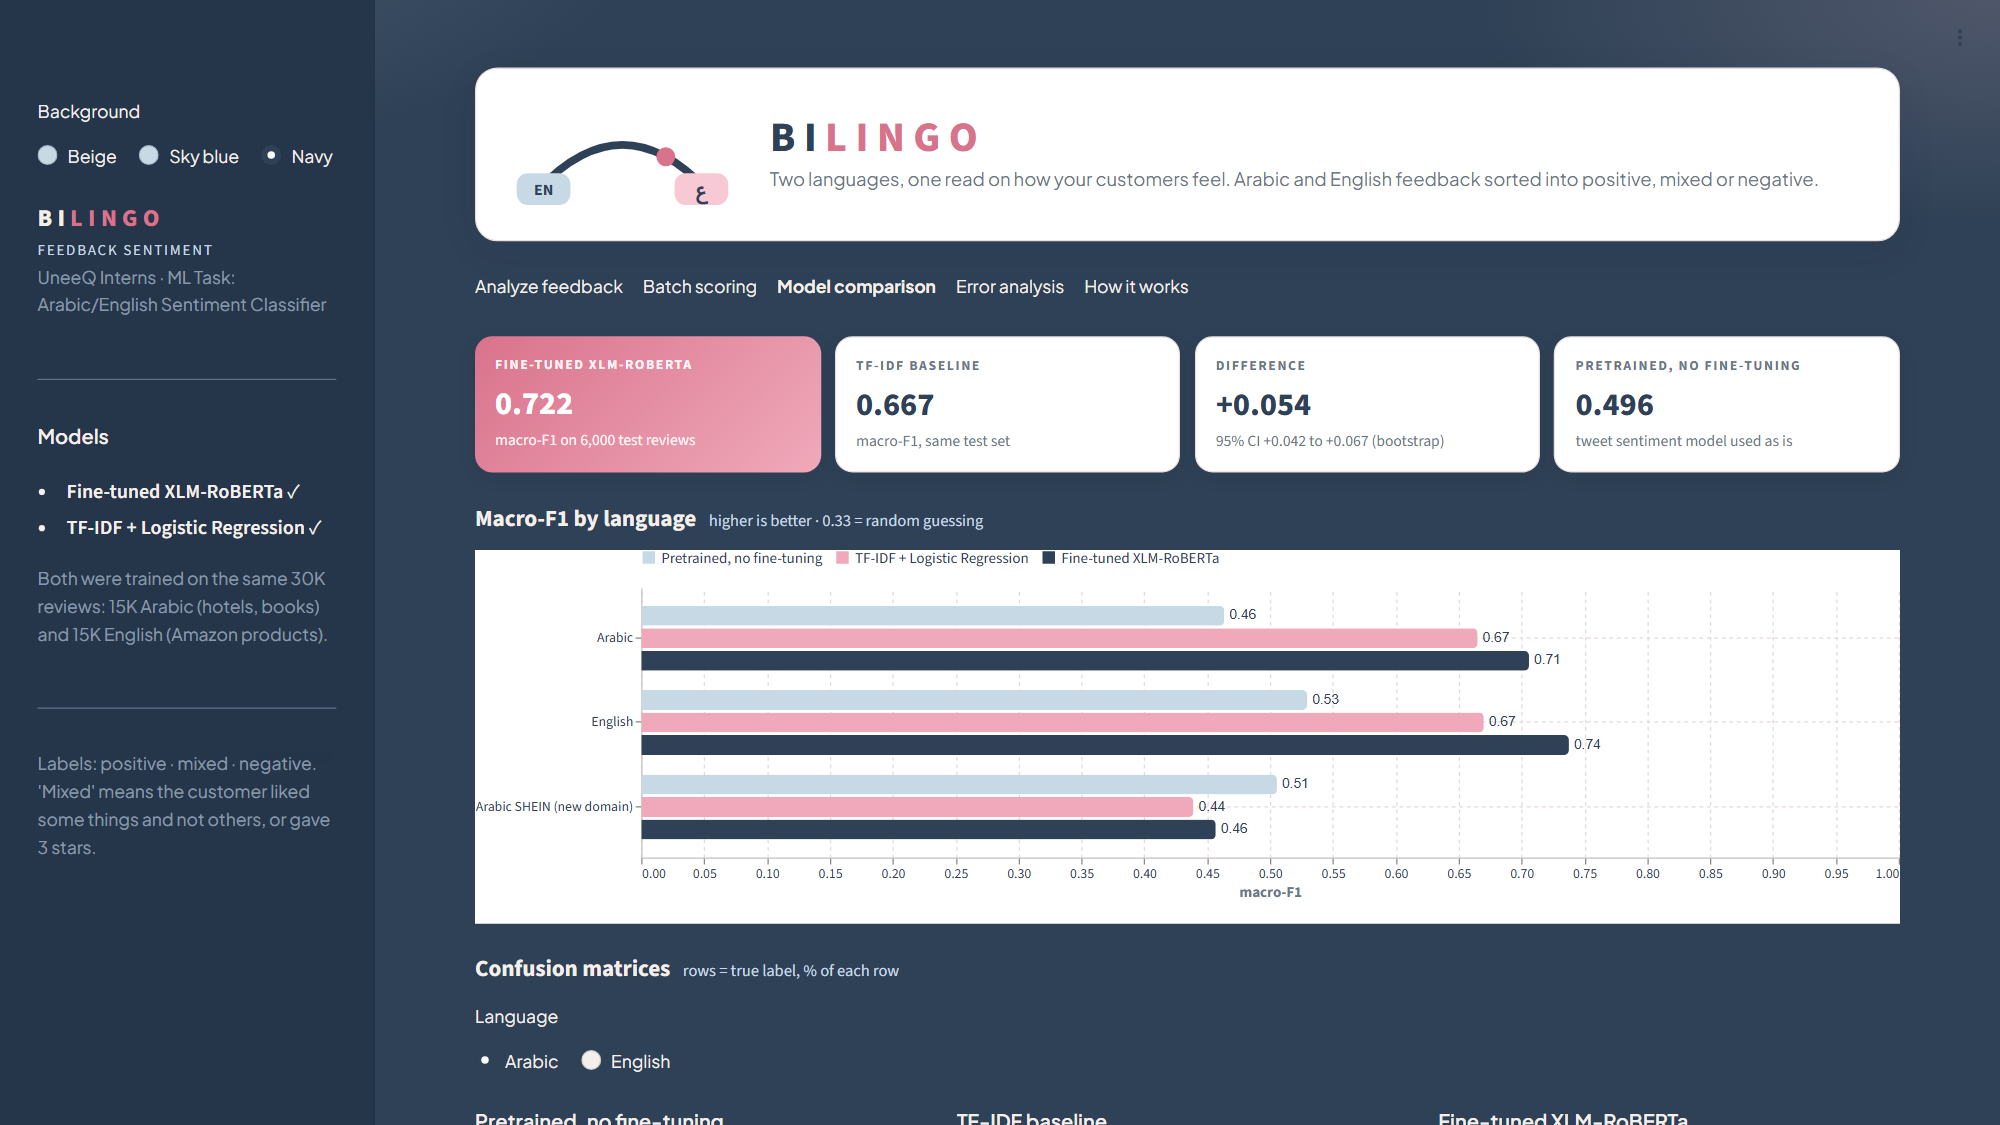 Background
Beige
Sky blue
Navy
BILINGO
FEEDBACK SENTIMENT
UneeQ Interns · ML Task:
Arabic/English Sentiment Classifier
Models
• Fine-tuned XLM-RoBERTa ✓
• TF-IDF + Logistic Regression ✓
Both were trained on the same 30K
reviews: 15K Arabic (hotels, books)
and 15K English (Amazon products).
Labels: positive · mixed · negative.
'Mixed' means the customer liked
some things and not others, or gave
3 stars.
EN
ع
BILINGO
Two languages, one read on how your customers feel. Arabic and English feedback sorted into positive, mixed or negative.
Analyze feedback
Batch scoring
Model comparison
Error analysis
How it works
FINE-TUNED XLM-ROBERTA
0.722
macro-F1 on 6,000 test reviews
TF-IDF BASELINE
0.667
macro-F1, same test set
DIFFERENCE
+0.054
95% CI +0.042 to +0.067 (bootstrap)
PRETRAINED, NO FINE-TUNING
0.496
tweet sentiment model used as is
Macro-F1 by language higher is better · 0.33 = random guessing
Pretrained, no fine-tuning
TF-IDF + Logistic Regression
Fine-tuned XLM-RoBERTa
0.46
Arabic
0.67
0.71
0.53
English
0.67
0.74
0.51
Arabic SHEIN (new domain)
0.44
0.46
0.00 0.05 0.10 0.15 0.20 0.25 0.30 0.35 0.40 0.45 0.50 0.55 0.60 0.65 0.70 0.75 0.80 0.85 0.90 0.95 1.00
macro-F1
Confusion matrices rows = true label, % of each row
Language
Arabic
English
Pretrained, no fine-tuning
TF-IDF baseline
Fine-tuned XLM-RoBERTa